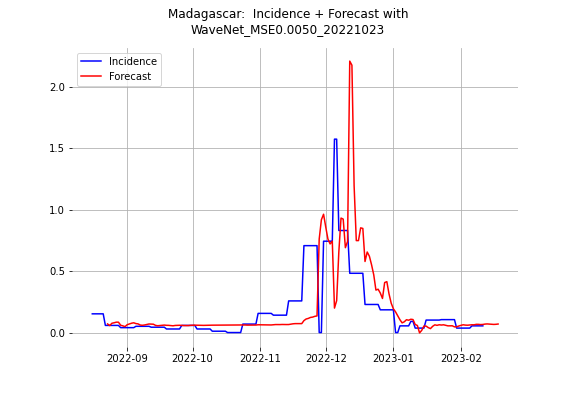 Madagascar:  Incidence + Forecast with
WaveNet_MSE0.0050_20221023
Incidence
Forecast
2.0
1.5
1.0
0.5
0.0
2022-09 2022-10 2022-11 2022-12 2023-01 2023-02